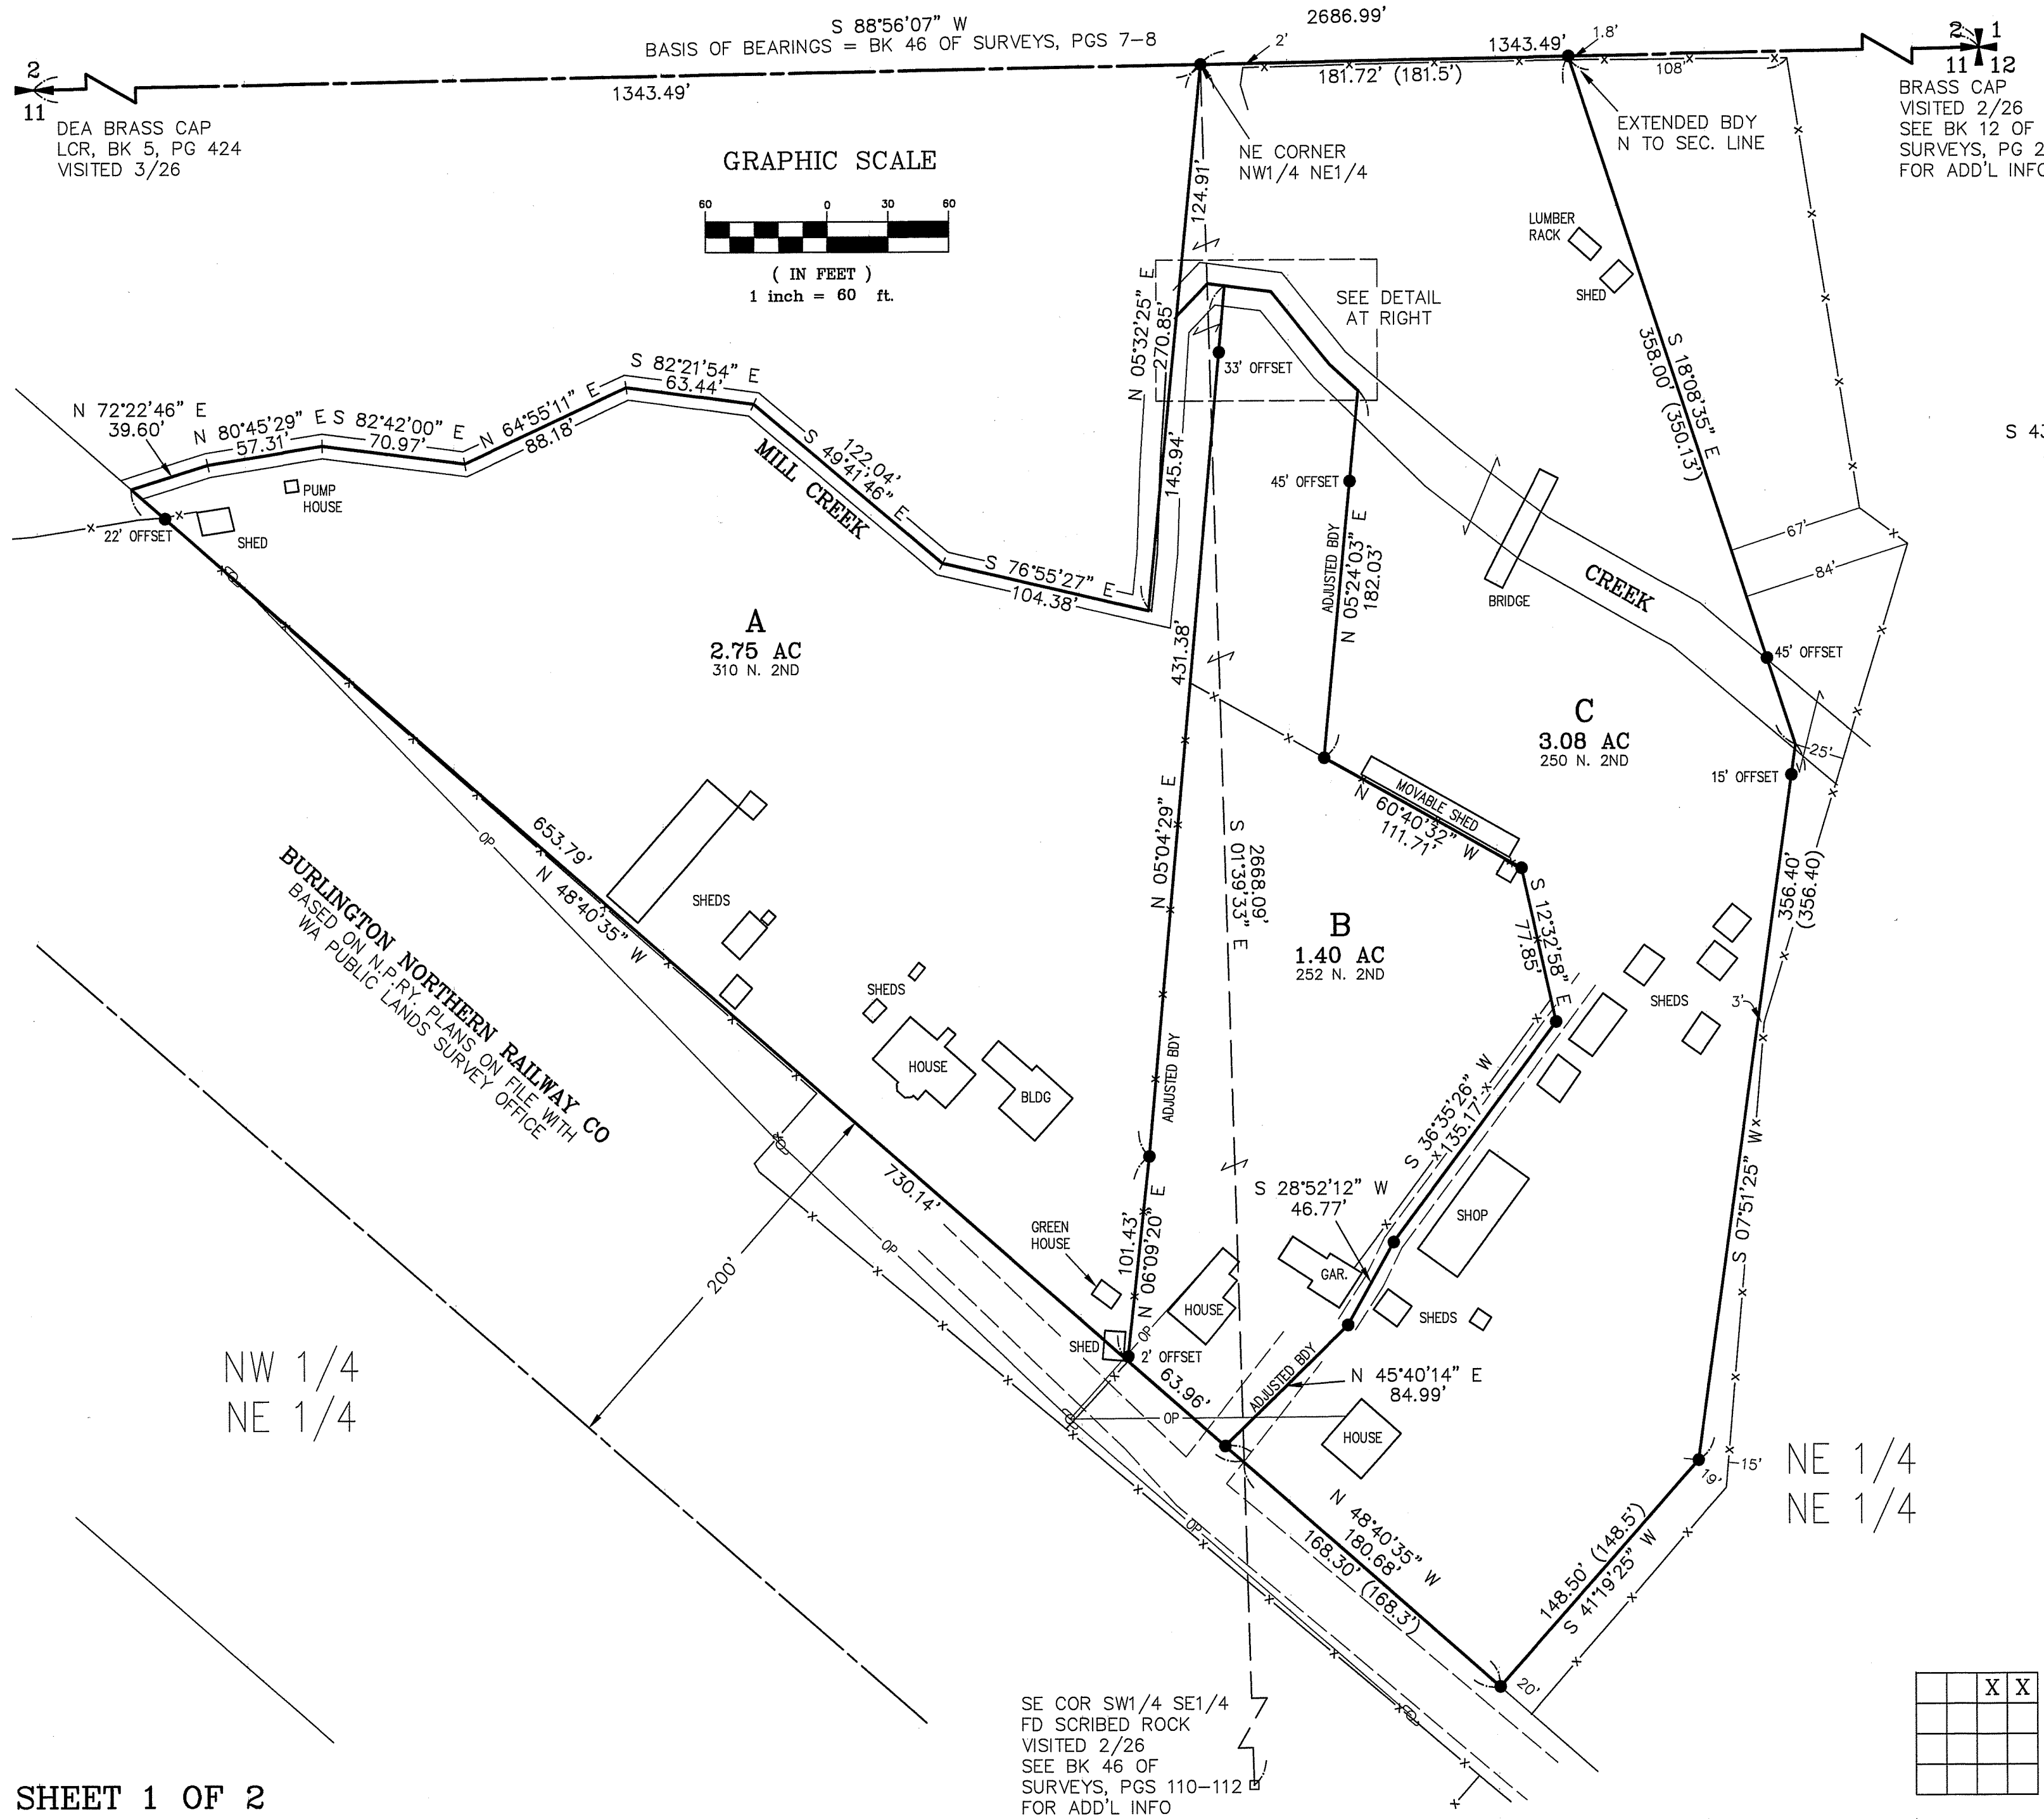 S 88°56'07" W
2686.99'
BASIS OF BEARINGS = BK 46 OF SURVEYS, PGS 7-8
2'
1343.49'
1.8'
2
11
1343.49'
181.72' (181.5')
108'
2 1
11 12
DEA BRASS CAP
LCR, BK 5, PG 424
VISITED 3/26
BRASS CAP
VISITED 2/26
SEE BK 12 OF
SURVEYS, PG 2
FOR ADD'L INFO
EXTENDED BDY
N TO SEC. LINE
NE CORNER
NW1/4 NE1/4
GRAPHIC SCALE
60 0 30 60
( IN FEET )
1 inch = 60 ft.
124.91'
LUMBER
RACK
SHED
SEE DETAIL
AT RIGHT
N 05°32'25" E
270.85'
33' OFFSET
145.94'
S 18°08'35" E
358.00' (350.13')
S 43
N 72°22'46" E
39.60'
N 80°45'29" E
57.31'
S 82°42'00" E
70.97'
N 64°55'11" E
88.18'
S 82°21'54" E
63.44'
122.04'
S 49°41'46" E
MILL CREEK
S 76°55'27" E
104.38'
PUMP
HOUSE
SHED
22' OFFSET
45' OFFSET
ADJUSTED BDY
N 05°24'03" E
182.03'
BRIDGE
CREEK
67'
84'
45' OFFSET
25'
15' OFFSET
A
2.75 AC
310 N. 2ND
431.38'
N 05°04'29" E
ADJUSTED BDY
2668.09'
S 01°39'33" E
C
3.08 AC
250 N. 2ND
MOVABLE SHED
N 60°40'32" W
111.71'
S 12°32'58" E
77.85'
B
1.40 AC
252 N. 2ND
356.40'
(356.40)
S 07°51'25" W
3'
SHEDS
653.79'
N 48°40'35" W
OP
SHEDS
SHEDS
HOUSE
BLDG
BURLINGTON NORTHERN RAILWAY CO
BASED ON N.P.RY. PLANS ON FILE WITH
WA PUBLIC LANDS SURVEY OFFICE
730.14'
200'
OP
S 36°35'26" W
135.17'
S 28°52'12" W
46.77'
SHOP
GAR.
SHEDS
GREEN
HOUSE
101.43'
N 06°09'20" E
HOUSE
OP
SHED
2' OFFSET
63.96'
ADJUSTED BDY
N 45°40'14" E
84.99'
OP
HOUSE
NW 1/4
NE 1/4
NE 1/4
NE 1/4
15'
19'
N 48°40'35" W
180.68'
168.30' (168.3')
148.50' (148.5')
S 41°19'25" W
OP
20'
SE COR SW1/4 SE1/4
FD SCRIBED ROCK
VISITED 2/26
SEE BK 46 OF
SURVEYS, PGS 110-112
FOR ADD'L INFO
X X
SHEET 1 OF 2